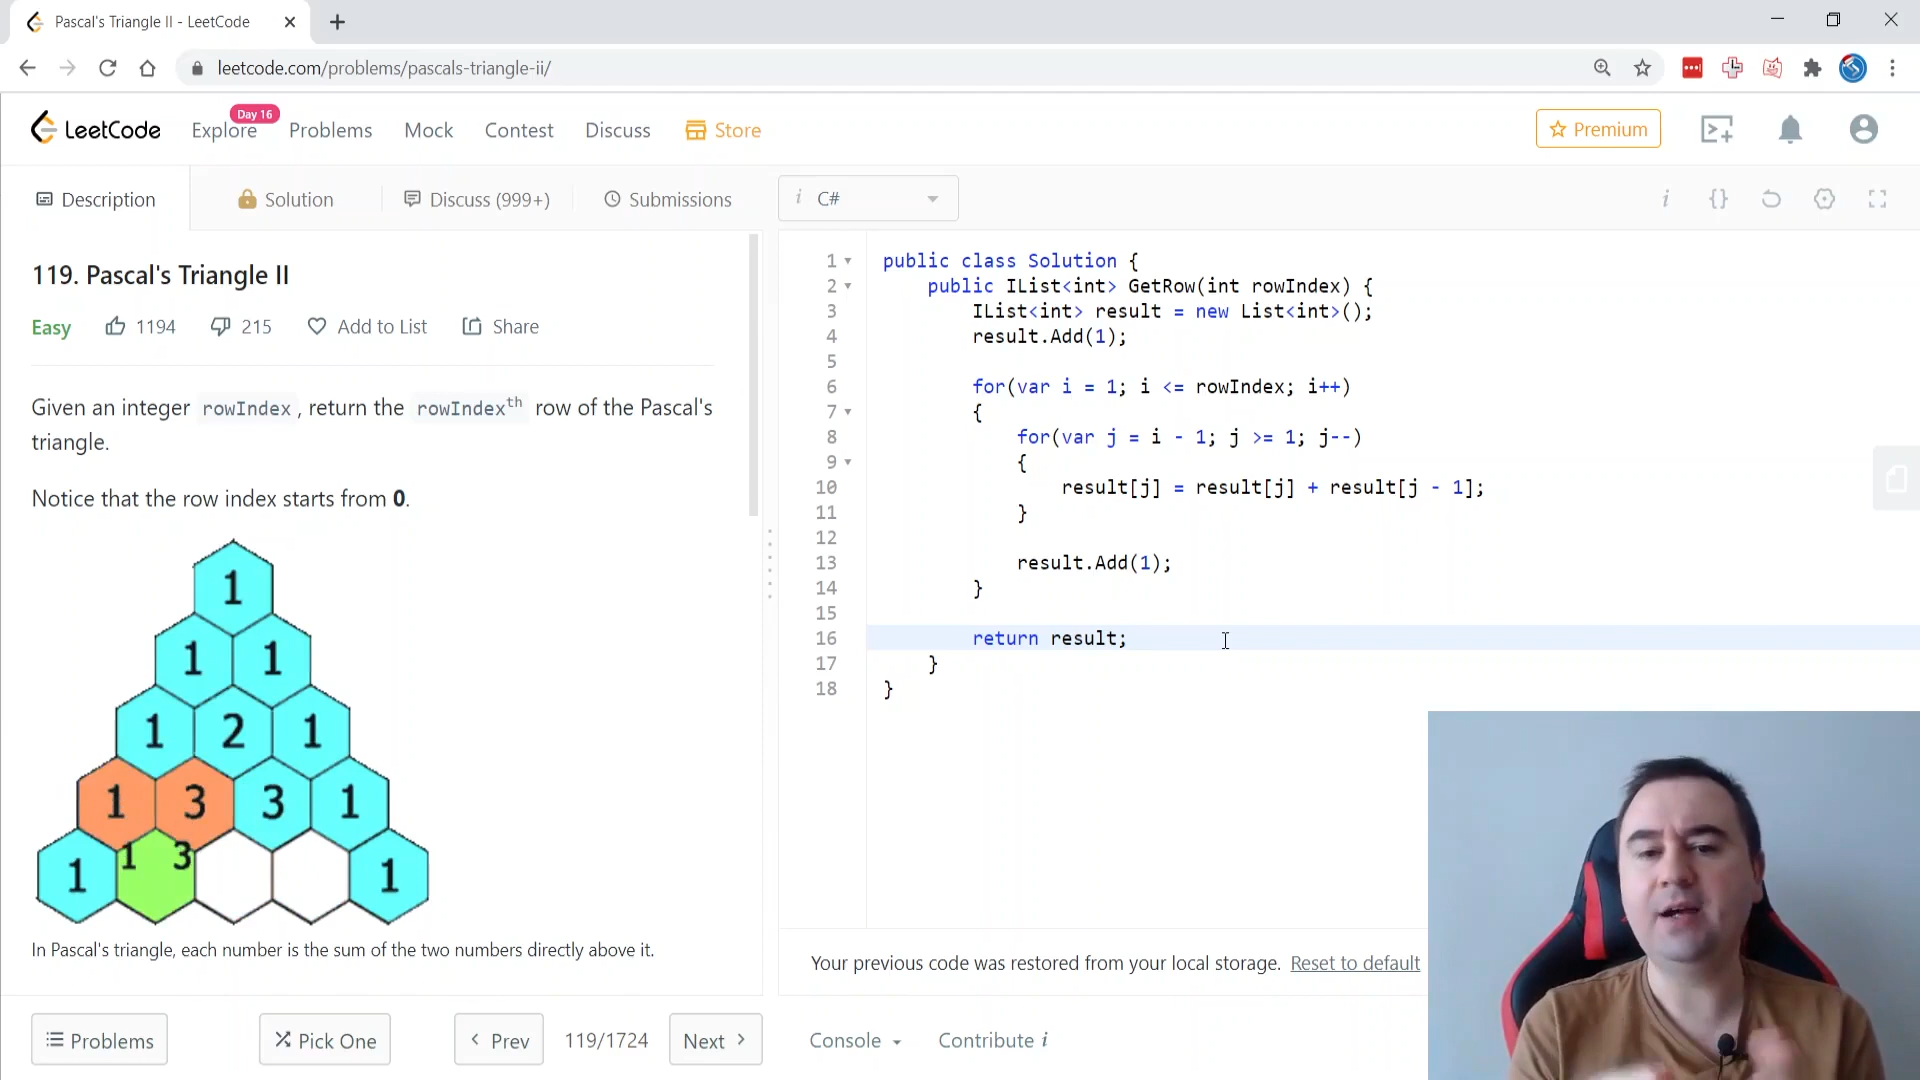 Pascal's Triangle II - LeetCode
leetcode.com/problems/pascals-triangle-ii/
LeetCode
Explore
Day 16
Problems
Mock
Contest
Discuss
Store
Premium
Description
Solution
Discuss (999+)
Submissions
i C#
119. Pascal's Triangle II
Easy
1194
215
Add to List
Share
Given an integer rowIndex, return the rowIndexth row of the Pascal's
triangle.
Notice that the row index starts from 0.
1
1 1
1 2 1
1 3 3 1
1 1 3 1
In Pascal's triangle, each number is the sum of the two numbers directly above it.
Problems
Pick One
Prev
119/1724
Next
i {}
1 public class Solution {
2 public IList<int> GetRow(int rowIndex) {
3 IList<int> result = new List<int>();
4 result.Add(1);
5
6 for(var i = 1; i <= rowIndex; i++)
7 {
8 for(var j = i - 1; j >= 1; j--)
9 {
10 result[j] = result[j] + result[j - 1];
11 }
12
13 result.Add(1);
14 }
15
16 return result;
17 }
18 }
Your previous code was restored from your local storage. Reset to default
Console
Contribute i